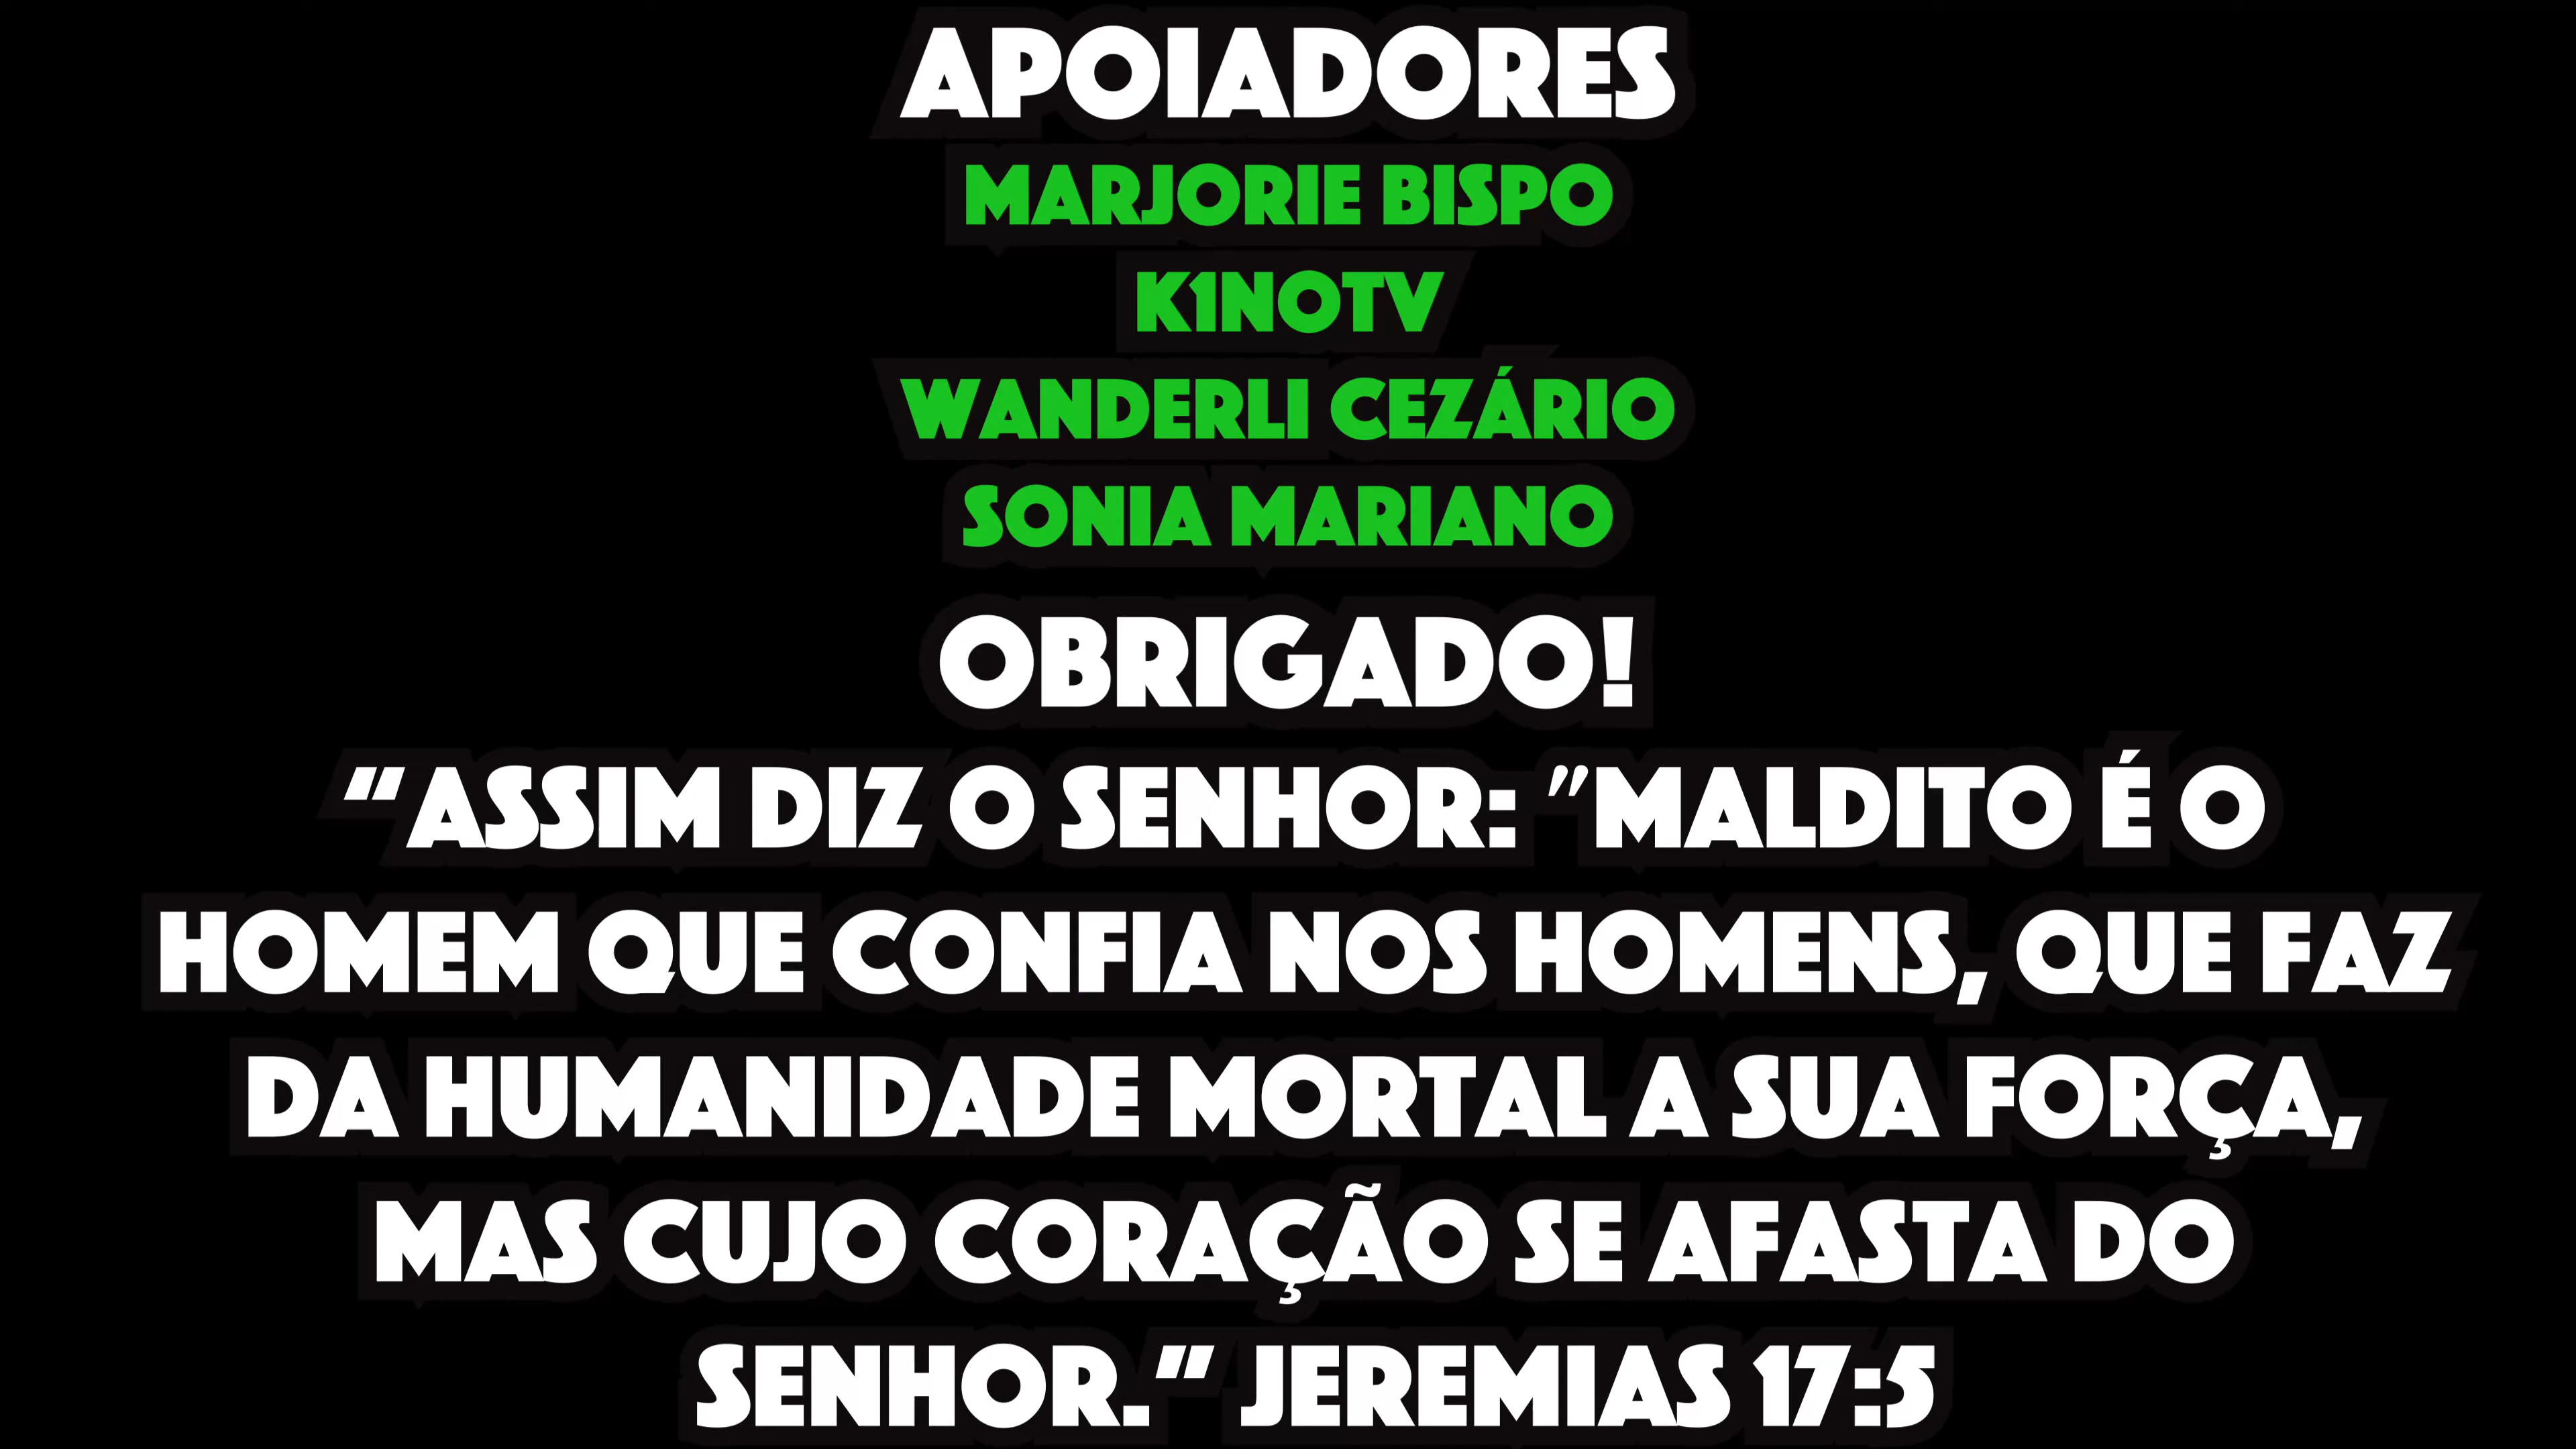 APOIADORES
MARJORIE BISPO
K1NOTV
WANDERLI CEZÁRIO
SONIA MARIANO
OBRIGADO!
“ASSIM DIZ O SENHOR: "MALDITO É O
HOMEM QUE CONFIA NOS HOMENS, QUE FAZ
DA HUMANIDADE MORTAL A SUA FORÇA,
MAS CUJO CORAÇÃO SE AFASTA DO
SENHOR.” JEREMIAS 17:5